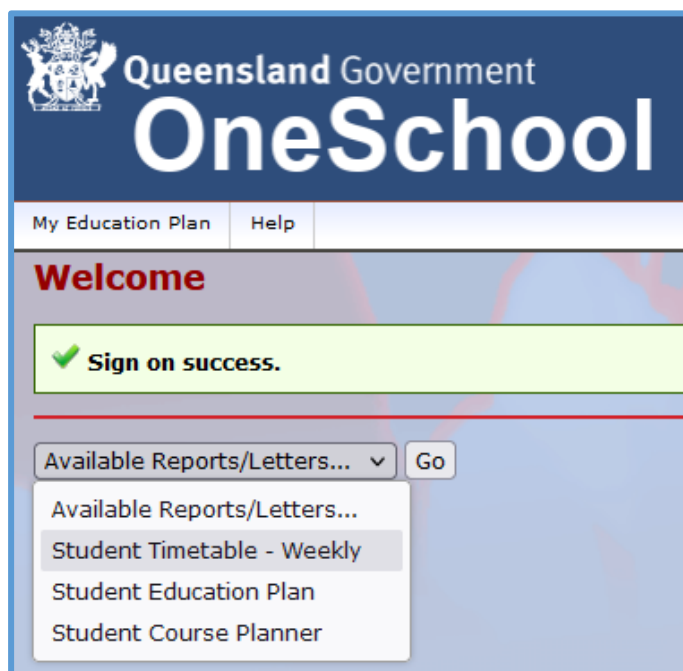 Queensland Government
OneSchool
My Education Plan Help
Welcome
Sign on success.
Available Reports/Letters... Go
Available Reports/Letters...
Student Timetable - Weekly
Student Education Plan
Student Course Planner